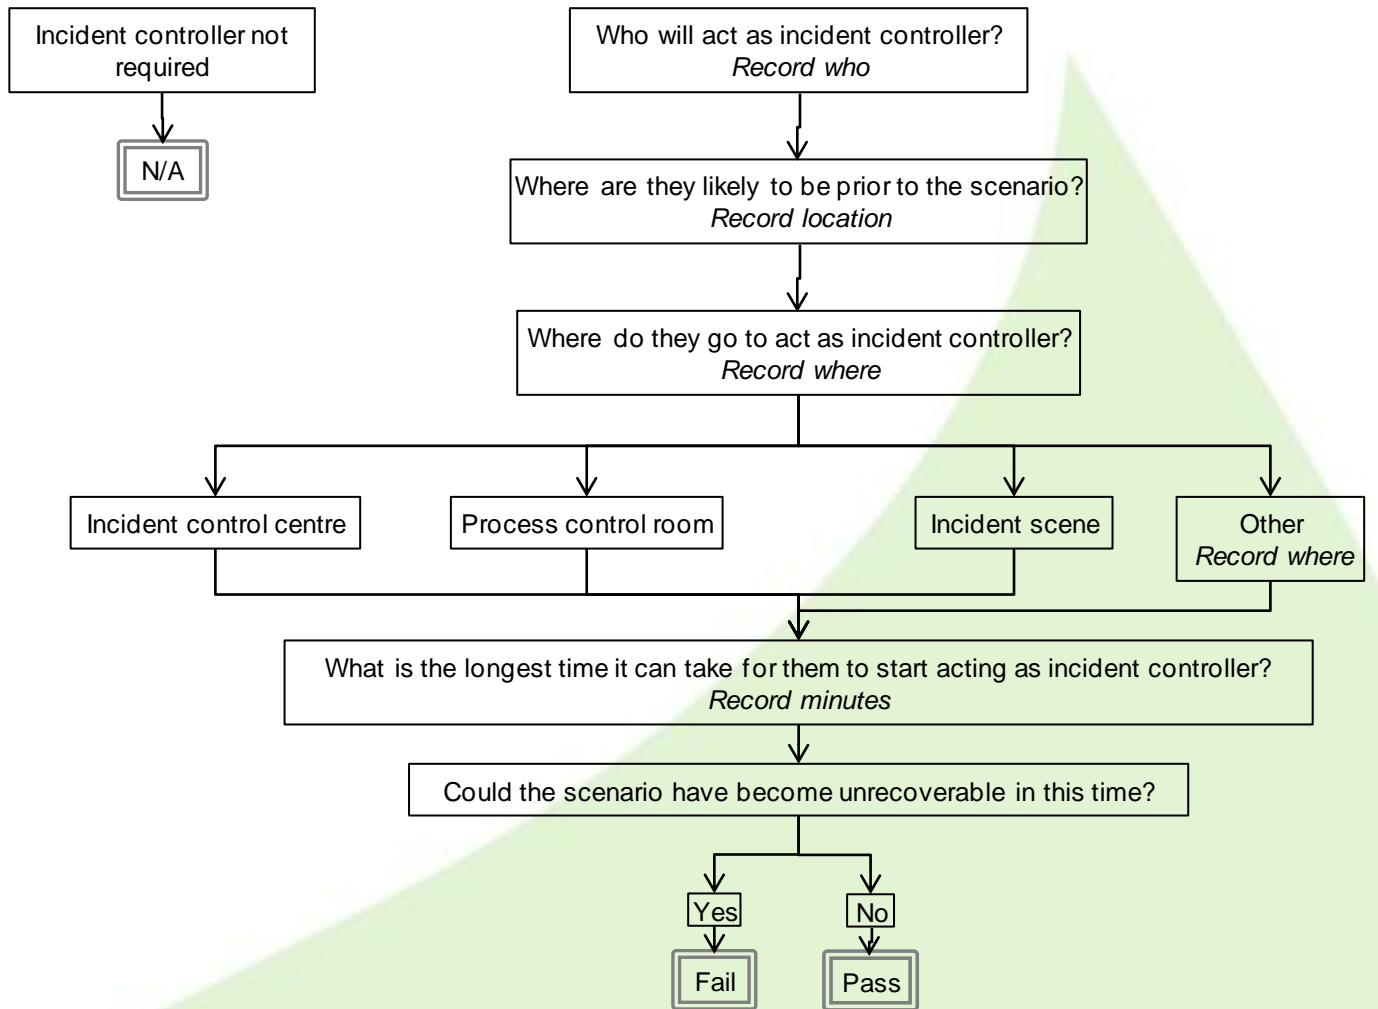 Incident controller not
required
N/A
Who will act as incident controller?
Record who
Where are they likely to be prior to the scenario?
Record location
Where do they go to act as incident controller?
Record where
Incident control centre
Process control room
Incident scene
Other
Record where
What is the longest time it can take for them to start acting as incident controller?
Record minutes
Could the scenario have become unrecoverable in this time?
Yes
No
Fail
Pass